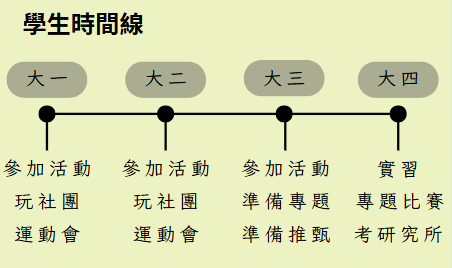 學生時間線
大一 大二 大三 大四
參加活動 參加活動 參加活動 實習
玩社團 玩社團 準備專題 專題比賽
運動會 運動會 準備推甄 考研究所